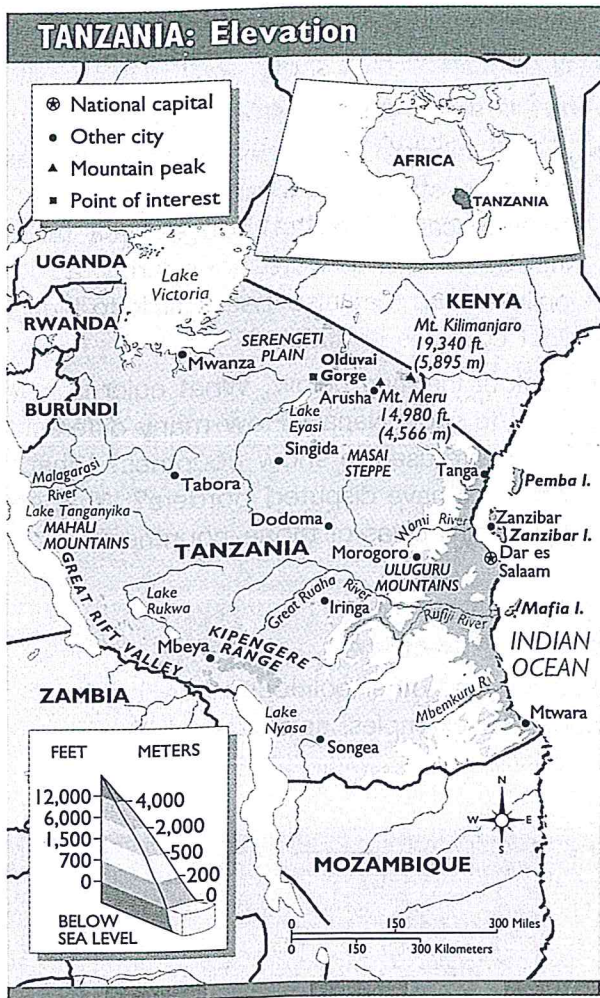 TANZANIA: Elevation
National capital
Other city
Mountain peak
Point of interest
AFRICA
TANZANIA
UGANDA
Lake
Victoria
KENYA
RWANDA
Mt. Kilimanjaro
19,340 ft.
(5,895 m)
SERENGETI
PLAIN
Mwanza
Olduvai
Gorge
Arusha
Mt. Meru
14,980 ft.
(4,566 m)
BURUNDI
Lake
Eyasi
Singida
MASAI
STEPPE
Tanga
Pemba I.
Malagarasi
River
Tabora
Lake Tanganyika
MAHALI
MOUNTAINS
Dodoma
Wami River
Zanzibar
Zanzibar I.
TANZANIA
Morogoro
ULUGURU
MOUNTAINS
Dar es
Salaam
GREAT RIFT VALLEY
Lake
Rukwa
Great Ruaha River
Iringa
Rufiji River
Mafia I.
KIPENGERE
RANGE
Mbeya
INDIAN
OCEAN
ZAMBIA
Mbemkuru R.
Mtwara
Lake
Nyasa
Songea
FEET METERS
12,000 4,000
6,000 2,000
1,500 500
700 200
0 0
BELOW
SEA LEVEL
N
W E
S
MOZAMBIQUE
0 150 300 Miles
0 150 300 Kilometers